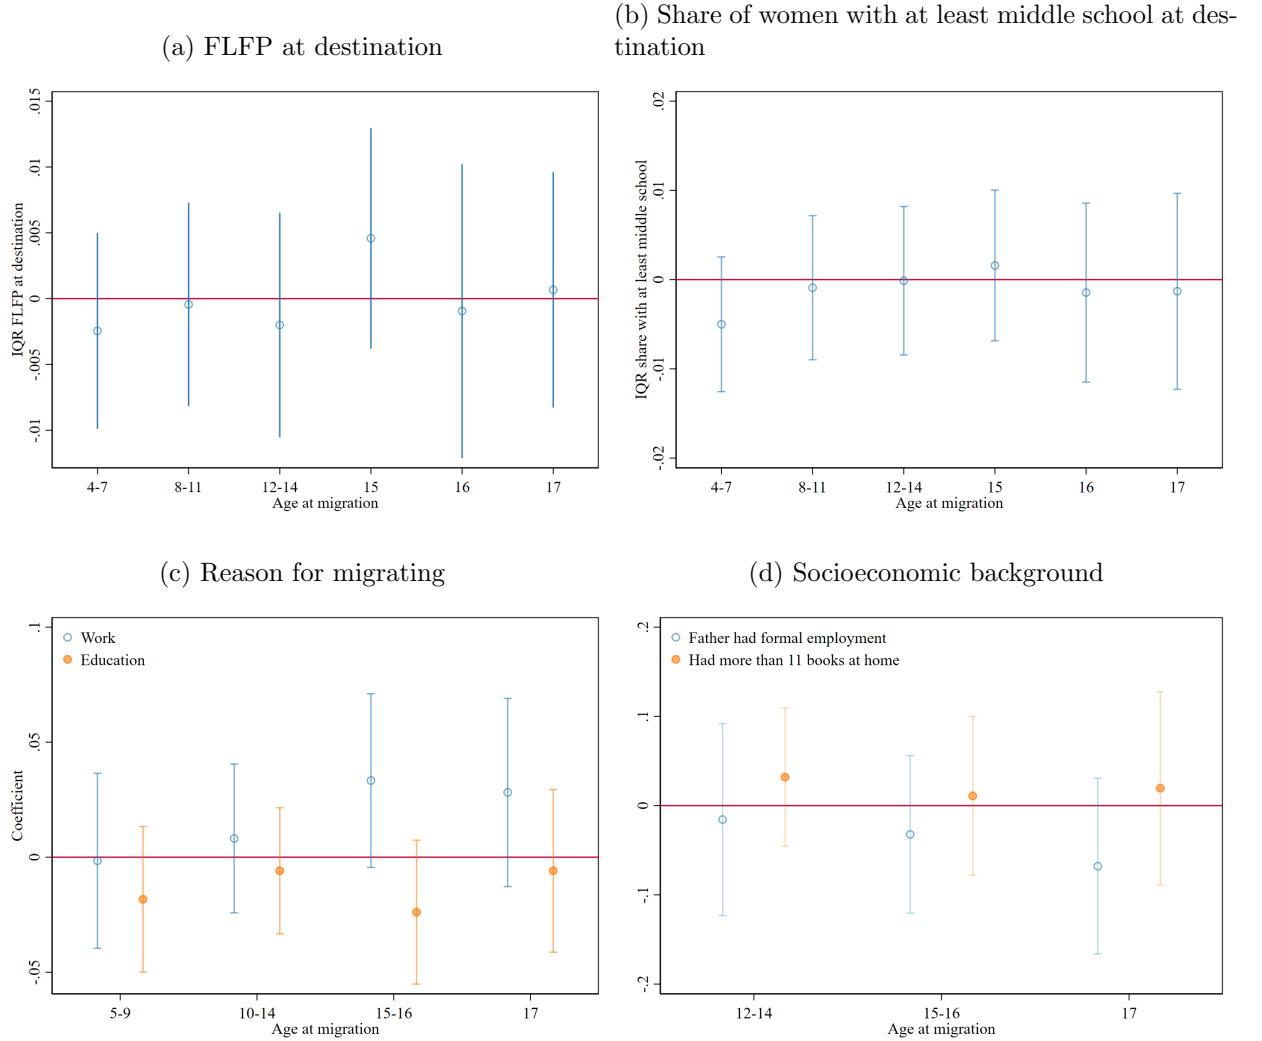 (a) FLFP at destination
(b) Share of women with at least middle school at des-
tination
.015
.01
.005
0
-.005
-.01
IQR FLFP at destination
4-7 8-11 12-14 15 16 17
Age at migration
.02
.01
0
-.01
-.02
IQR share with at least middle school
4-7 8-11 12-14 15 16 17
Age at migration
(c) Reason for migrating
Work
Education
.1
.05
0
-.05
Coefficient
5-9 10-14 15-16 17
Age at migration
(d) Socioeconomic background
Father had formal employment
Had more than 11 books at home
.2
.1
0
-.1
-.2
12-14 15-16 17
Age at migration